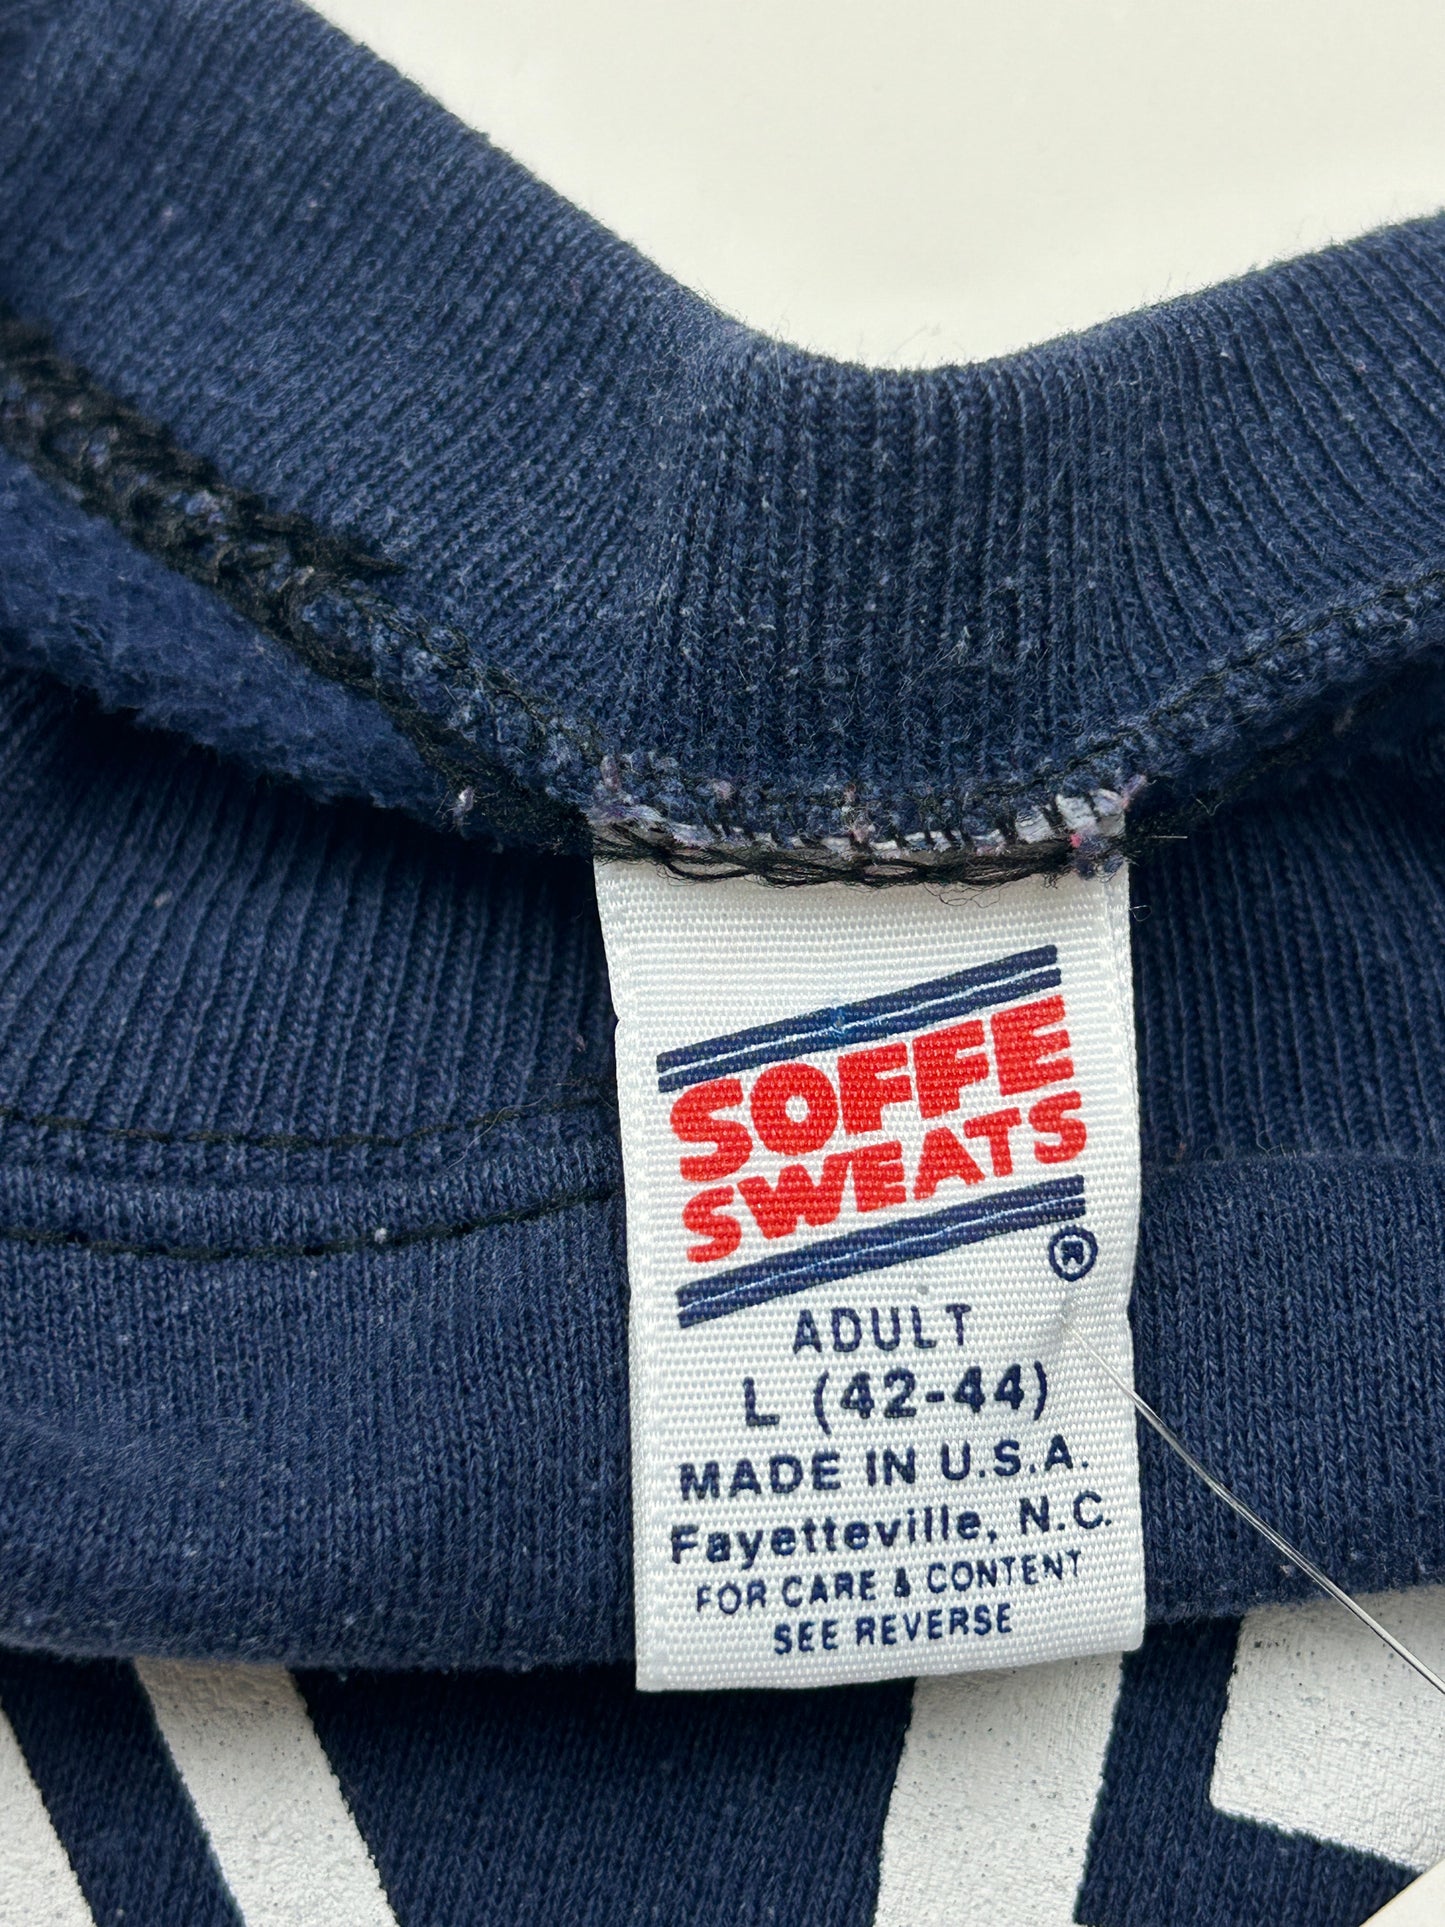 SOFFE
SWEATS
®
ADULT
L (42-44)
MADE IN U.S.A.
Fayetteville, N.C.
FOR CARE & CONTENT
SEE REVERSE